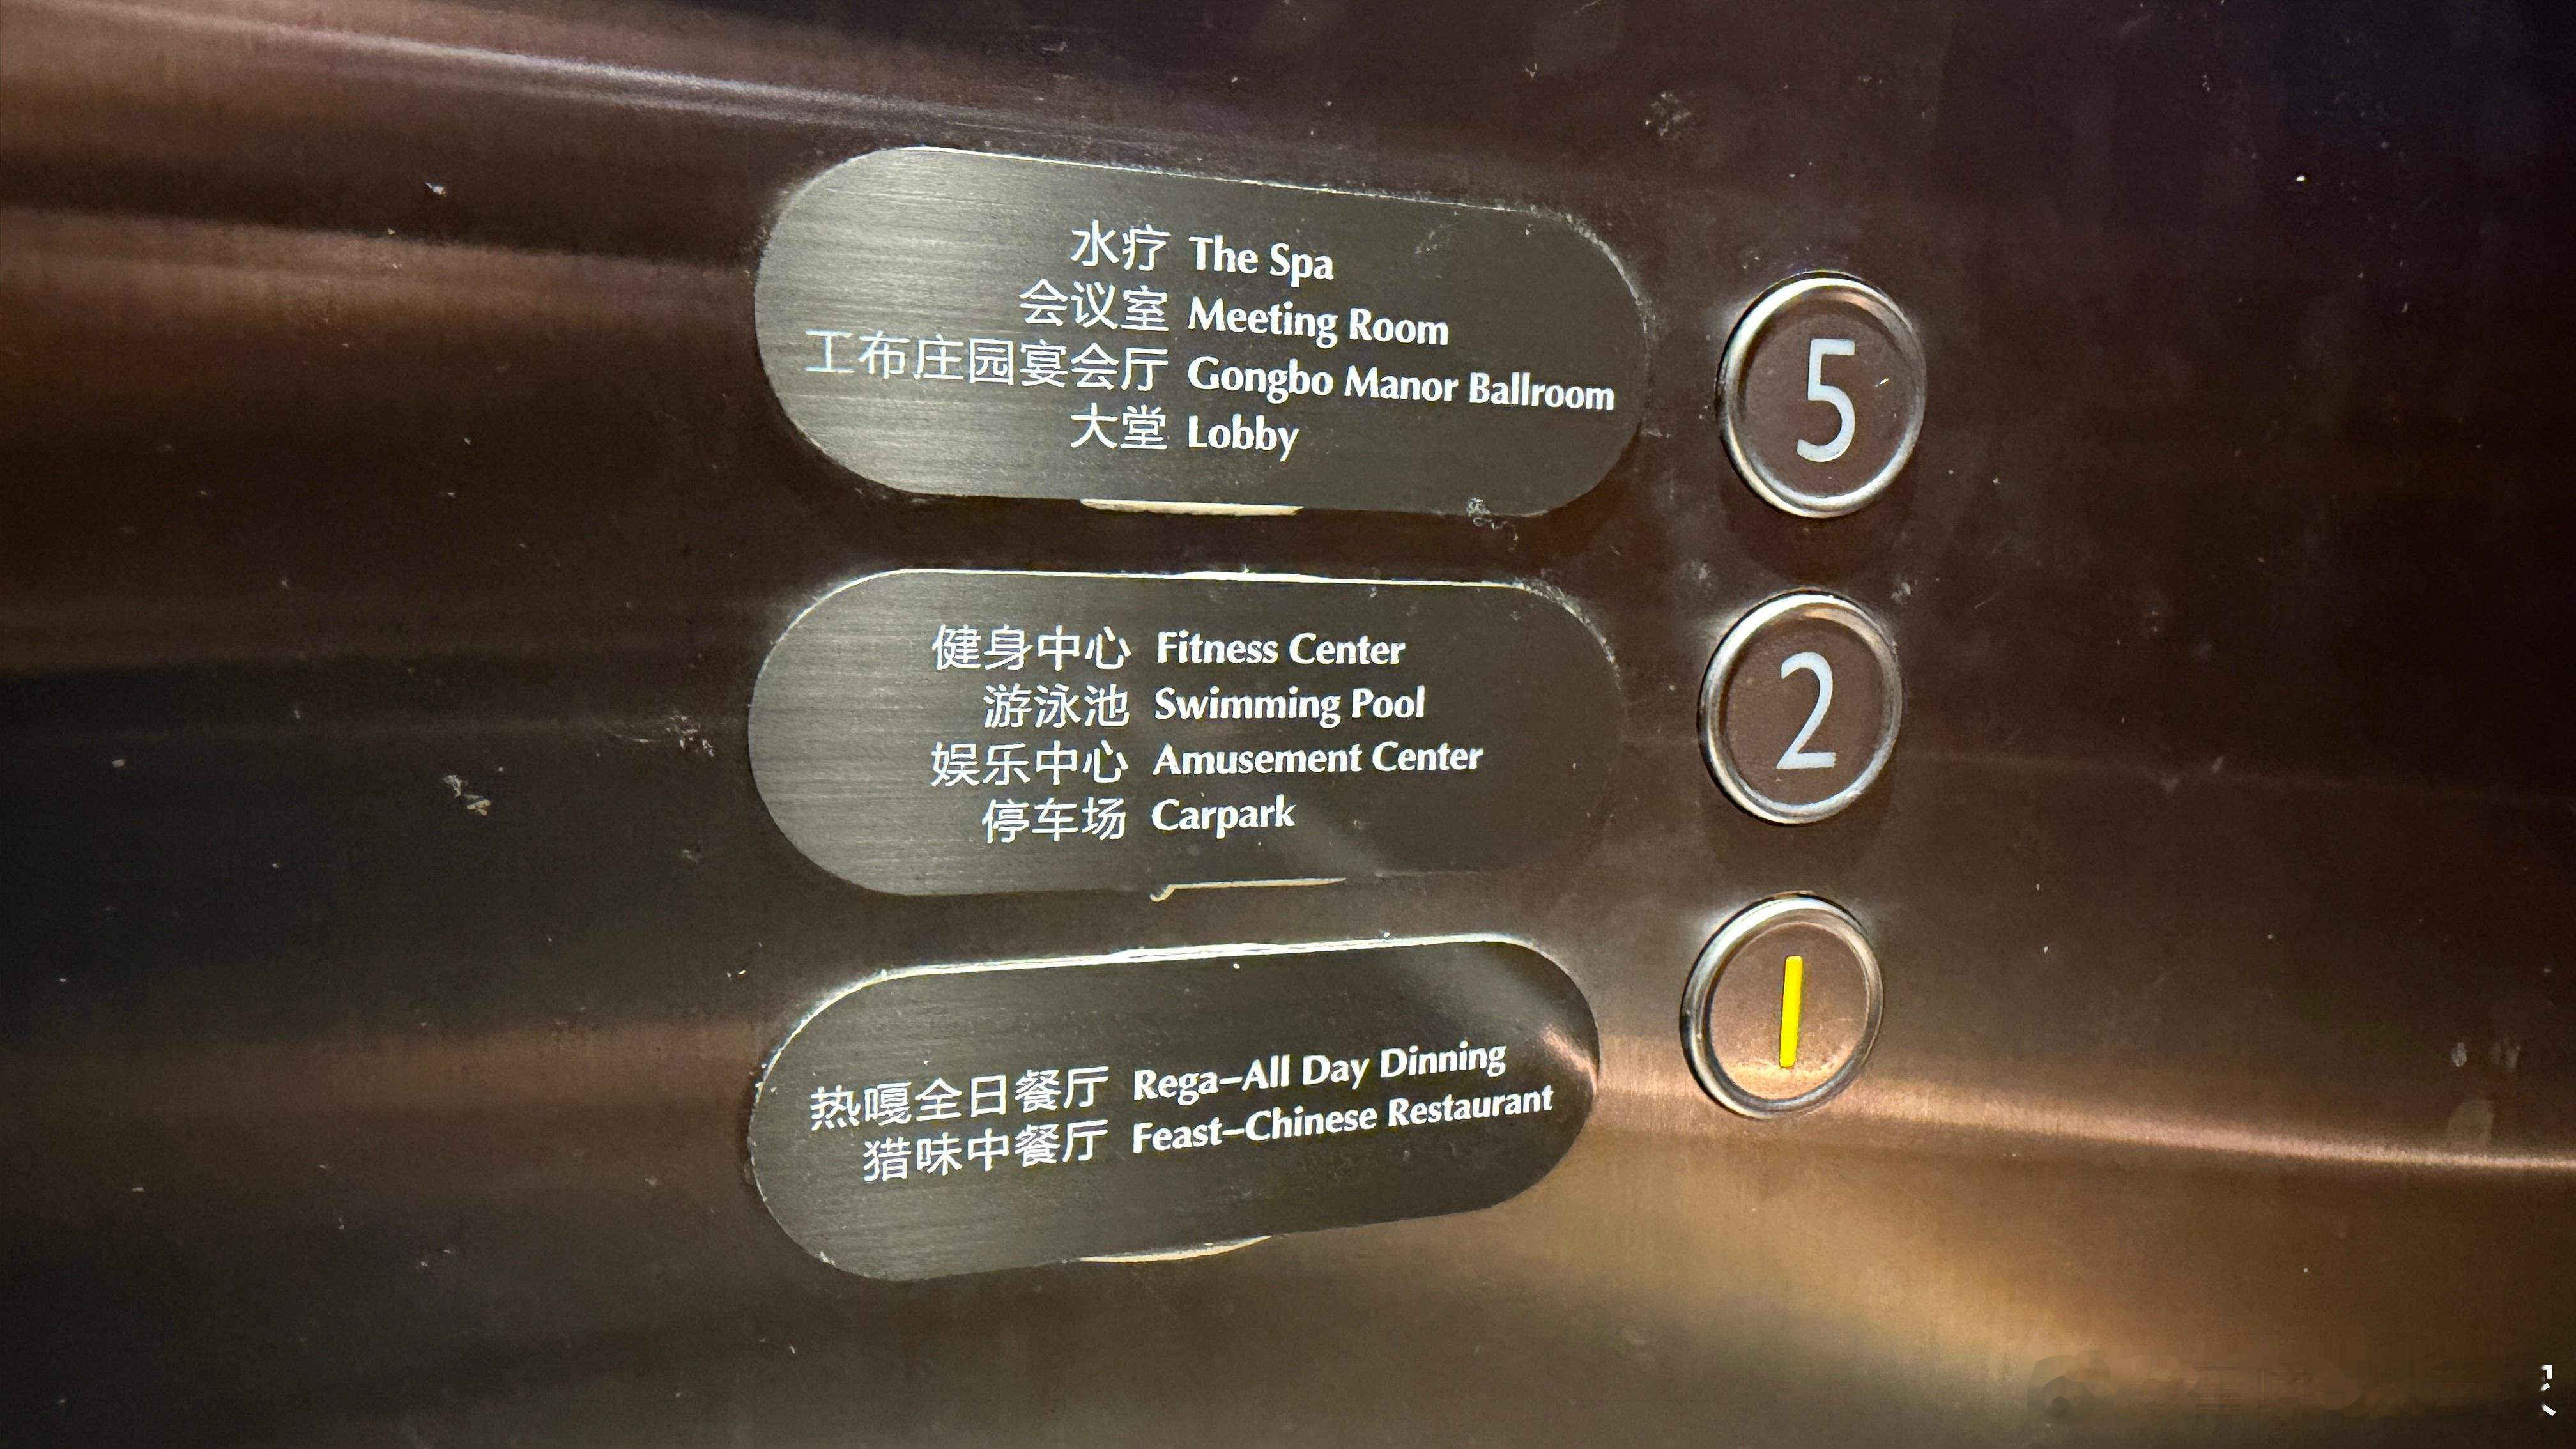 水疗 The Spa
会议室 Meeting Room
工布庄园宴会厅 Gongbo Manor Ballroom
大堂 Lobby
5
健身中心 Fitness Center
游泳池 Swimming Pool
娱乐中心 Amusement Center
停车场 Carpark
2
热嘎全日餐厅 Rega–All Day Dinning
猎味中餐厅 Feast–Chinese Restaurant
1